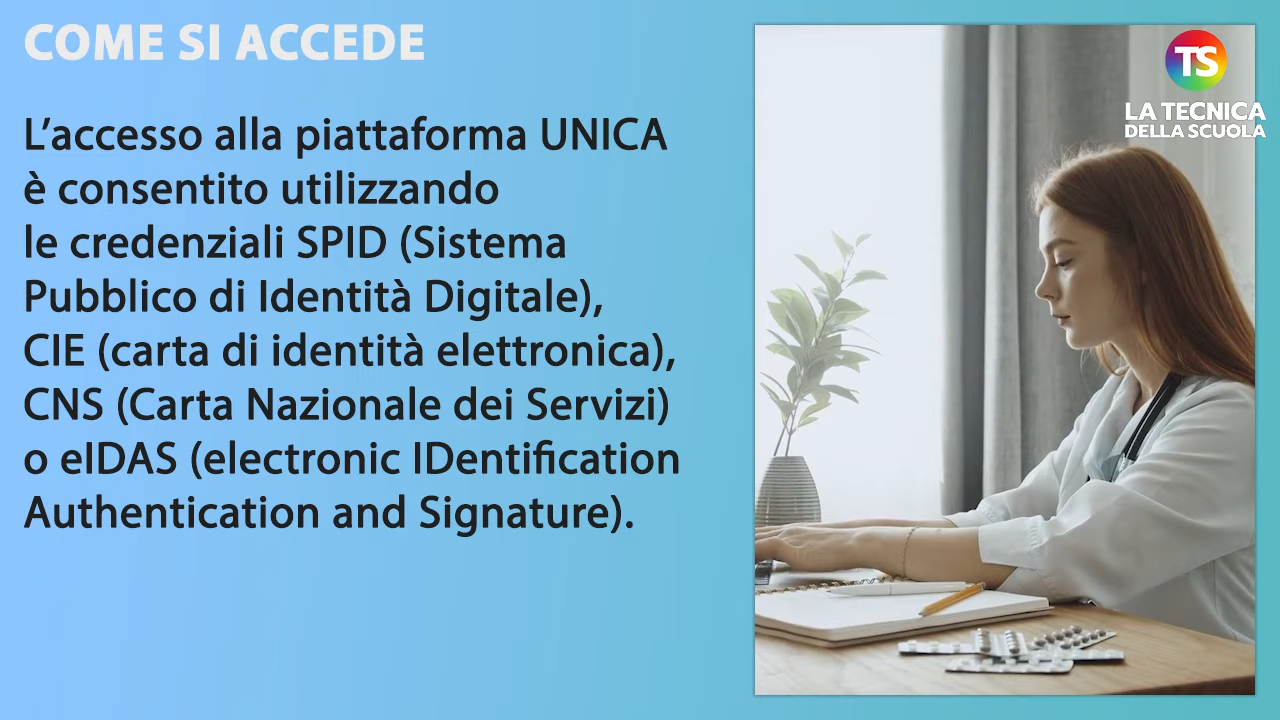 COME SI ACCEDE
L’accesso alla piattaforma UNICA
è consentito utilizzando
le credenziali SPID (Sistema
Pubblico di Identità Digitale),
CIE (carta di identità elettronica),
CNS (Carta Nazionale dei Servizi)
o eIDAS (electronic IDentification
Authentication and Signature).
TS
LA TECNICA
DELLA SCUOLA